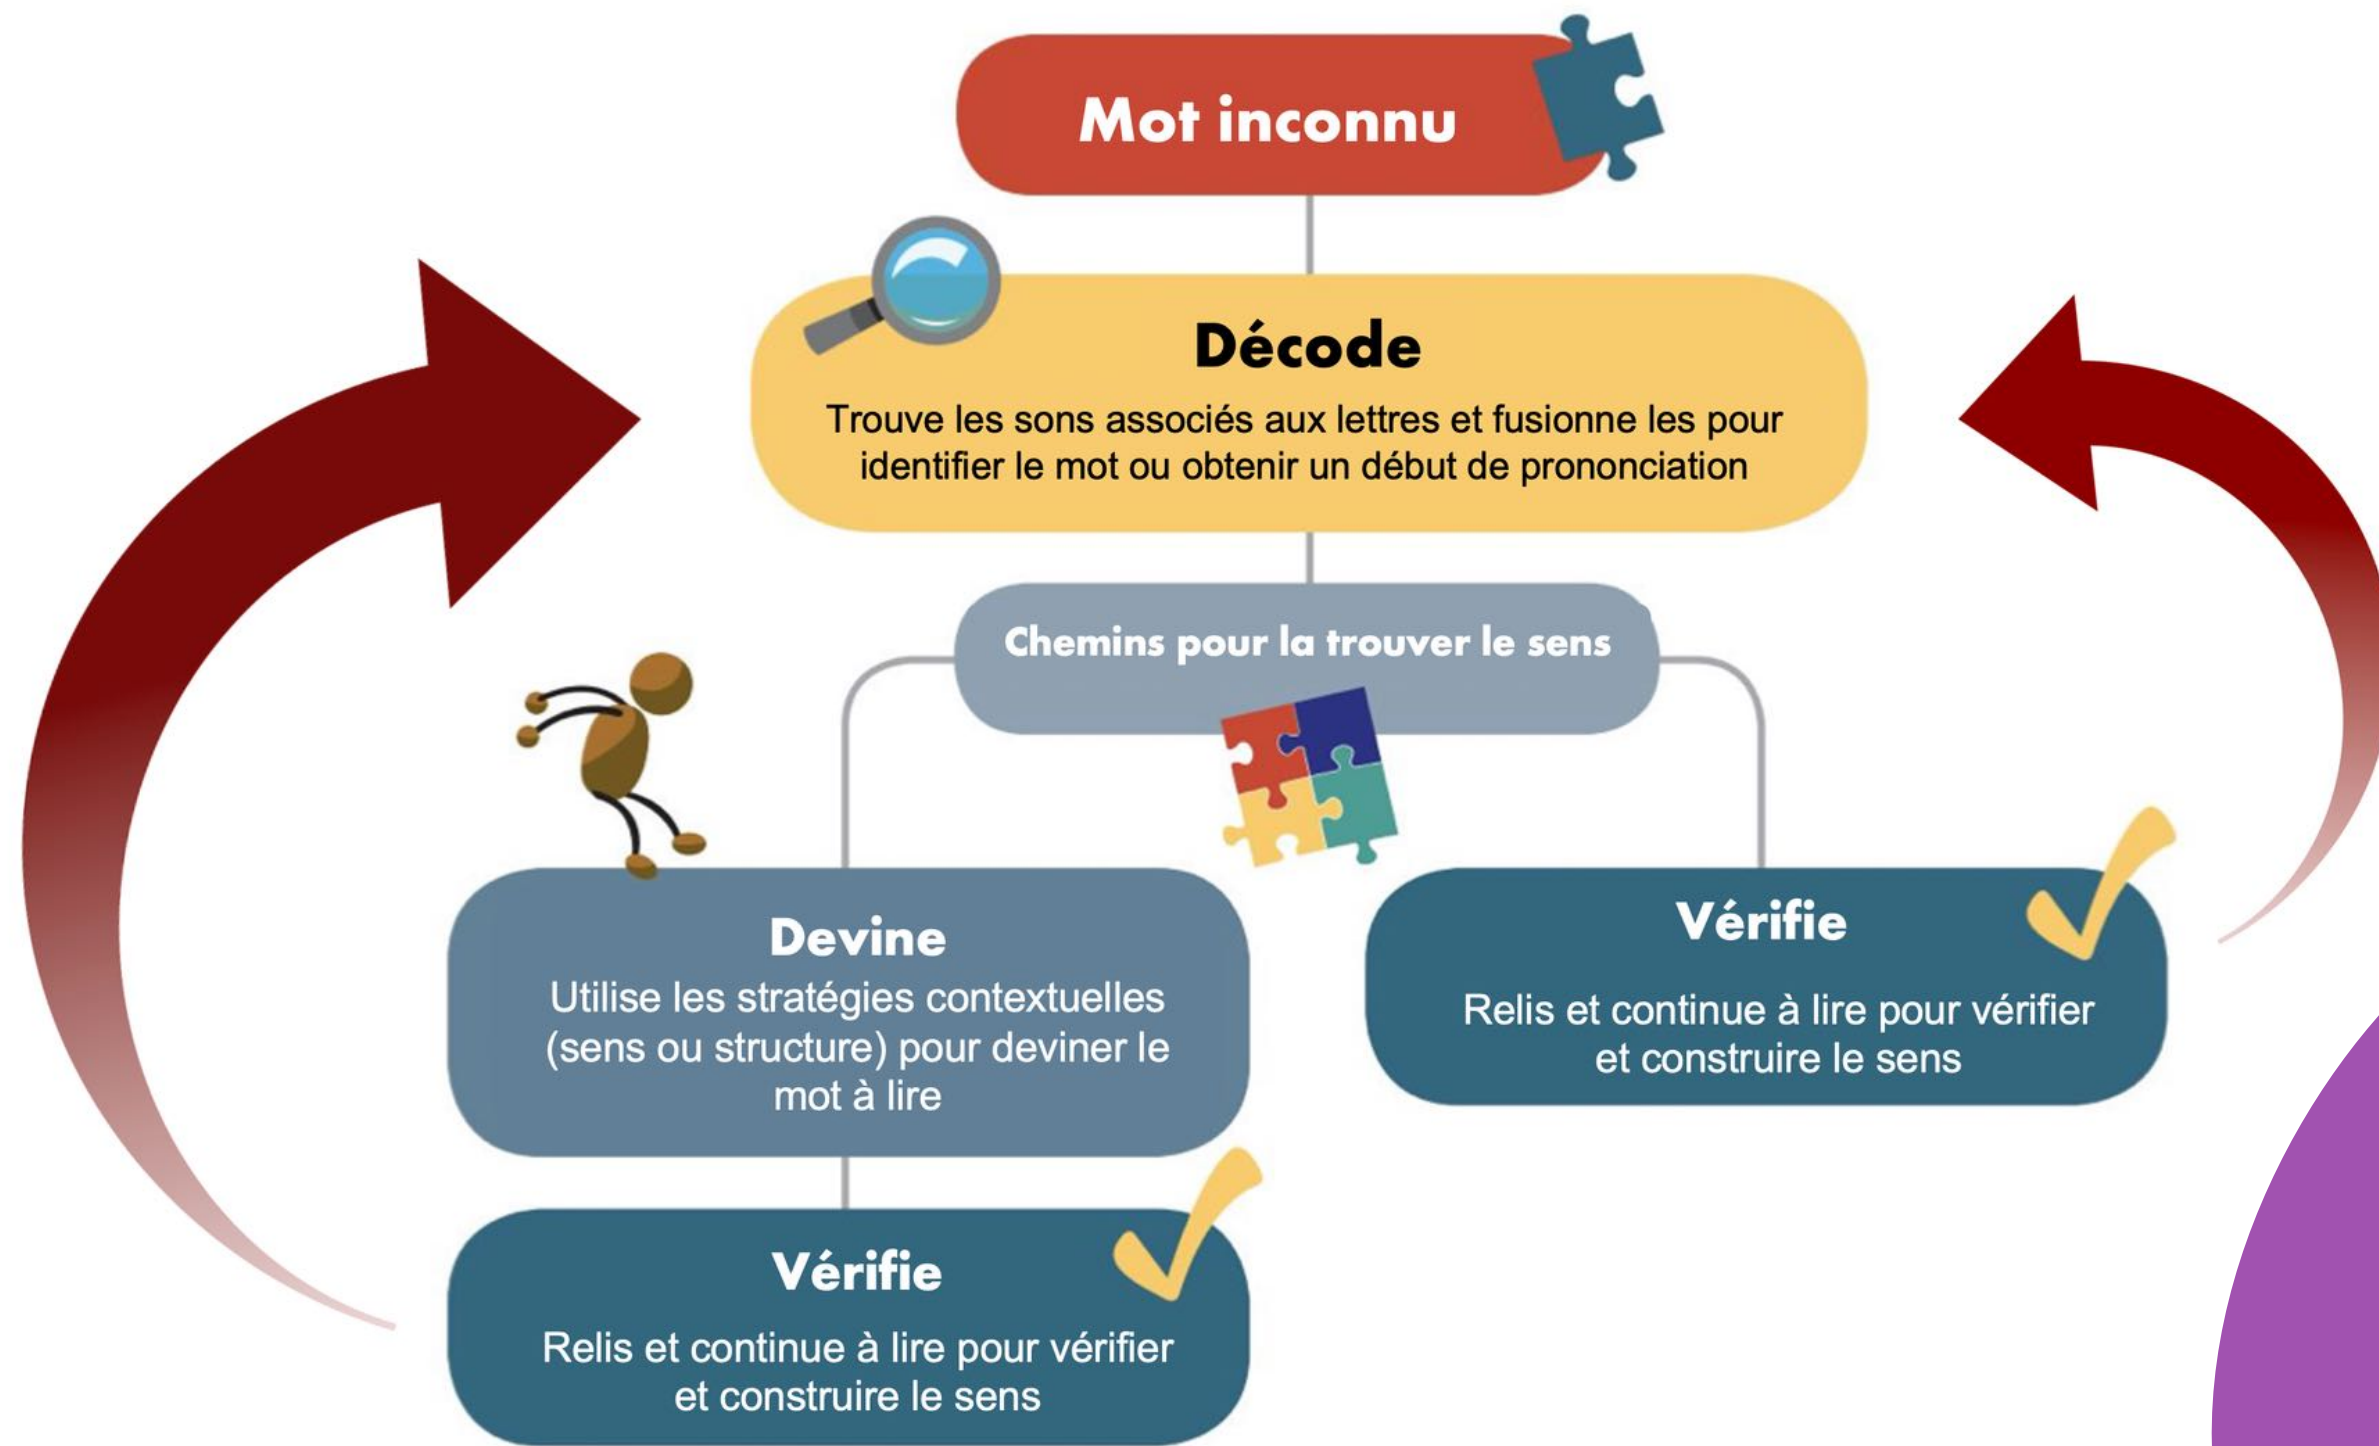 Mot inconnu
Décode
Trouve les sons associés aux lettres et fusionne les pour
identifier le mot ou obtenir un début de prononciation
Chemins pour la trouver le sens
Devine
Utilise les stratégies contextuelles
(sens ou structure) pour deviner le
mot à lire
Vérifie
Relis et continue à lire pour vérifier
et construire le sens
Vérifie
Relis et continue à lire pour vérifier
et construire le sens